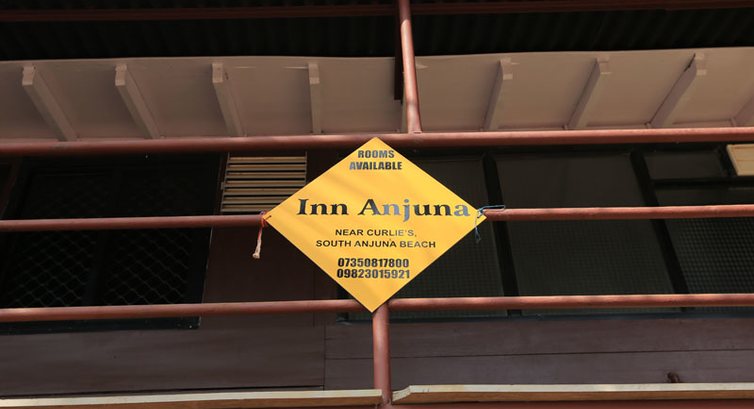 ROOMS
AVAILABLE
Inn Anjuna
NEAR CURLIE'S,
SOUTH ANJUNA BEACH
07350817800
09823015921